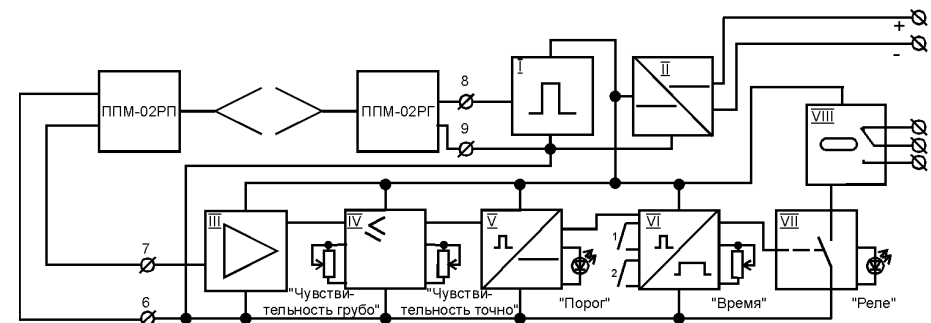 +
-
I
II
8
ППМ-02РП
ППМ-02РГ
9
VIII
III
IV
V
VI
VII
≤
7
1
2
"Чувстви-
тельность грубо"
"Чувстви-
тельность точно"
"Порог"
"Время"
"Реле"
6